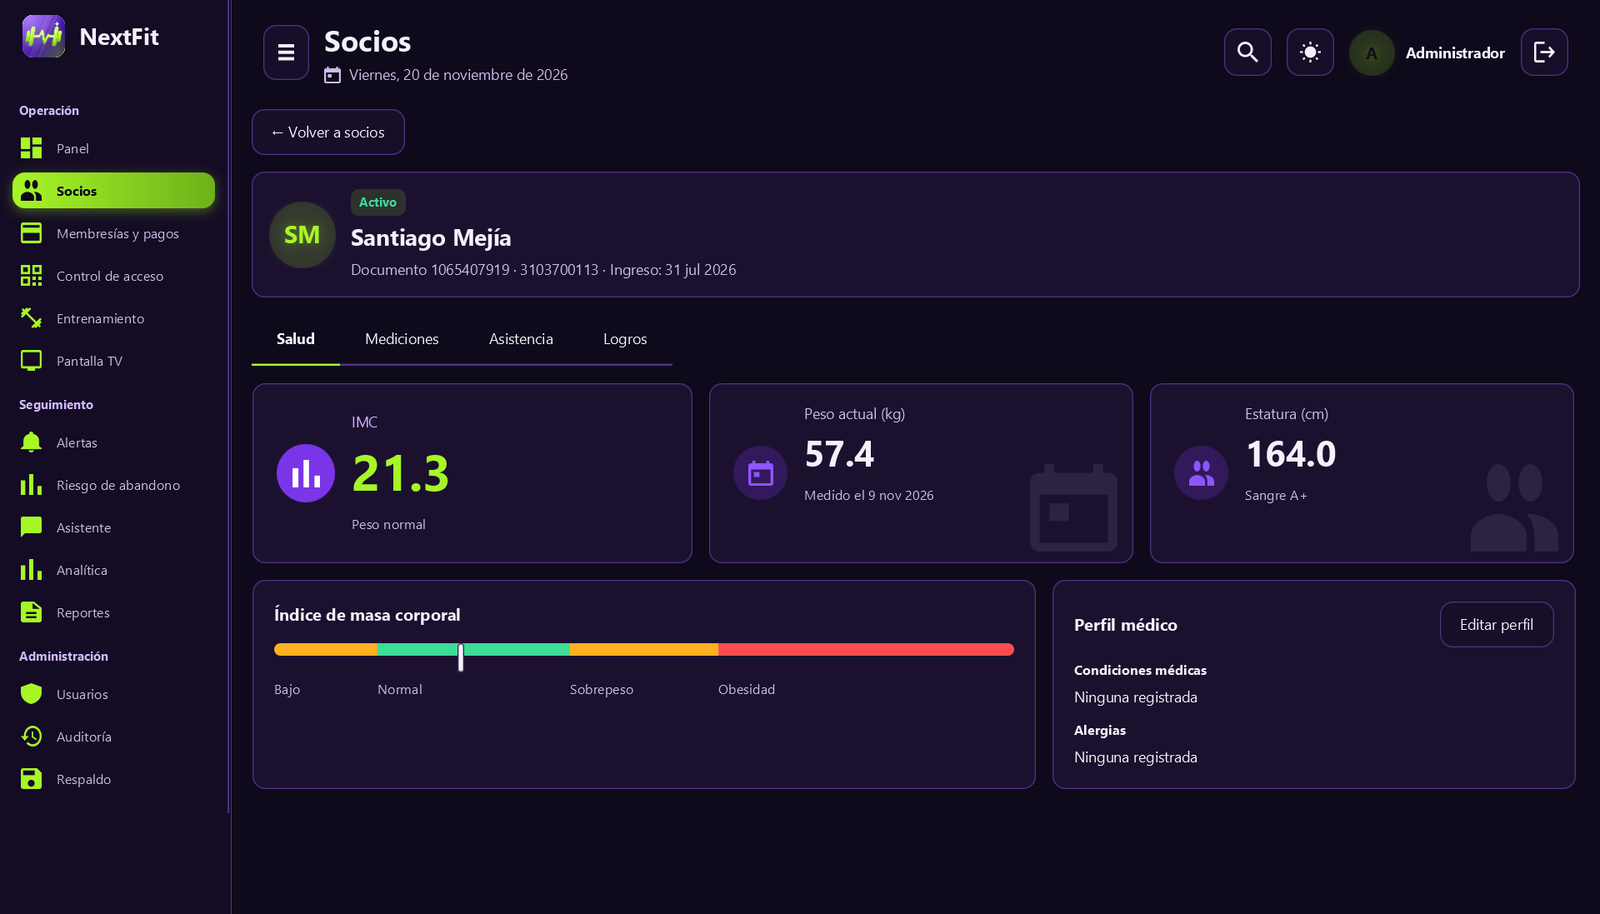 NextFit
Operación
Panel
Socios
Membresías y pagos
Control de acceso
Entrenamiento
Pantalla TV
Seguimiento
Alertas
Riesgo de abandono
Asistente
Analítica
Reportes
Administración
Usuarios
Auditoría
Respaldo
Socios
Viernes, 20 de noviembre de 2026
A
Administrador
← Volver a socios
SM
Activo
Santiago Mejía
Documento 1065407919 · 3103700113 · Ingreso: 31 jul 2026
Salud
Mediciones
Asistencia
Logros
IMC
21.3
Peso normal
Peso actual (kg)
57.4
Medido el 9 nov 2026
Estatura (cm)
164.0
Sangre A+
Índice de masa corporal
Bajo
Normal
Sobrepeso
Obesidad
Perfil médico
Editar perfil
Condiciones médicas
Ninguna registrada
Alergias
Ninguna registrada